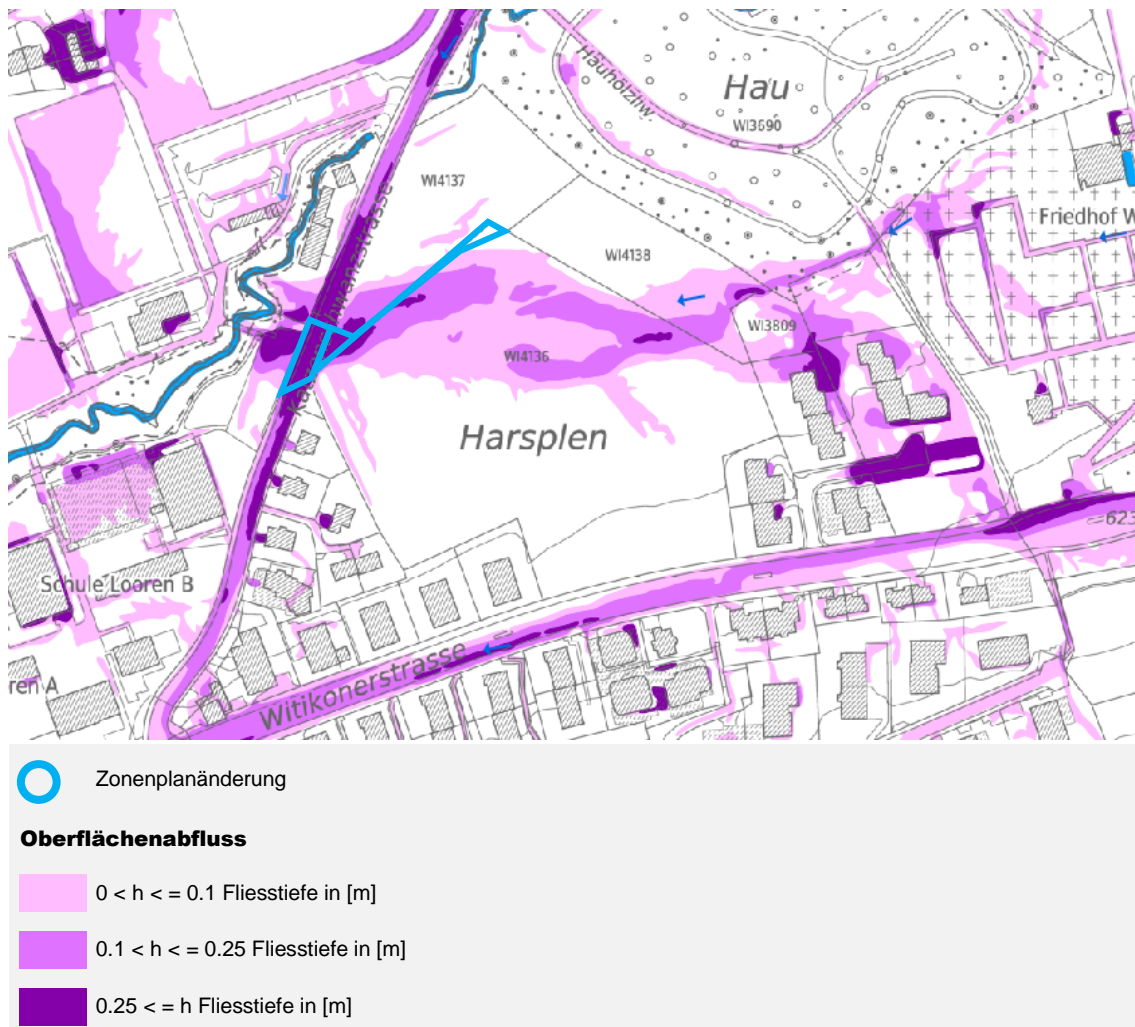 Hau
Hauhölzliw
WI3690
WI4137
Friedhof W
WI4138
WI3809
WI4136
Harsplen
623
Schule Looren B
Witikonerstrasse
ren A
Zonenplanänderung
Oberflächenabfluss
0 < h < = 0.1 Fliesstiefe in [m]
0.1 < h < = 0.25 Fliesstiefe in [m]
0.25 < = h Fliesstiefe in [m]